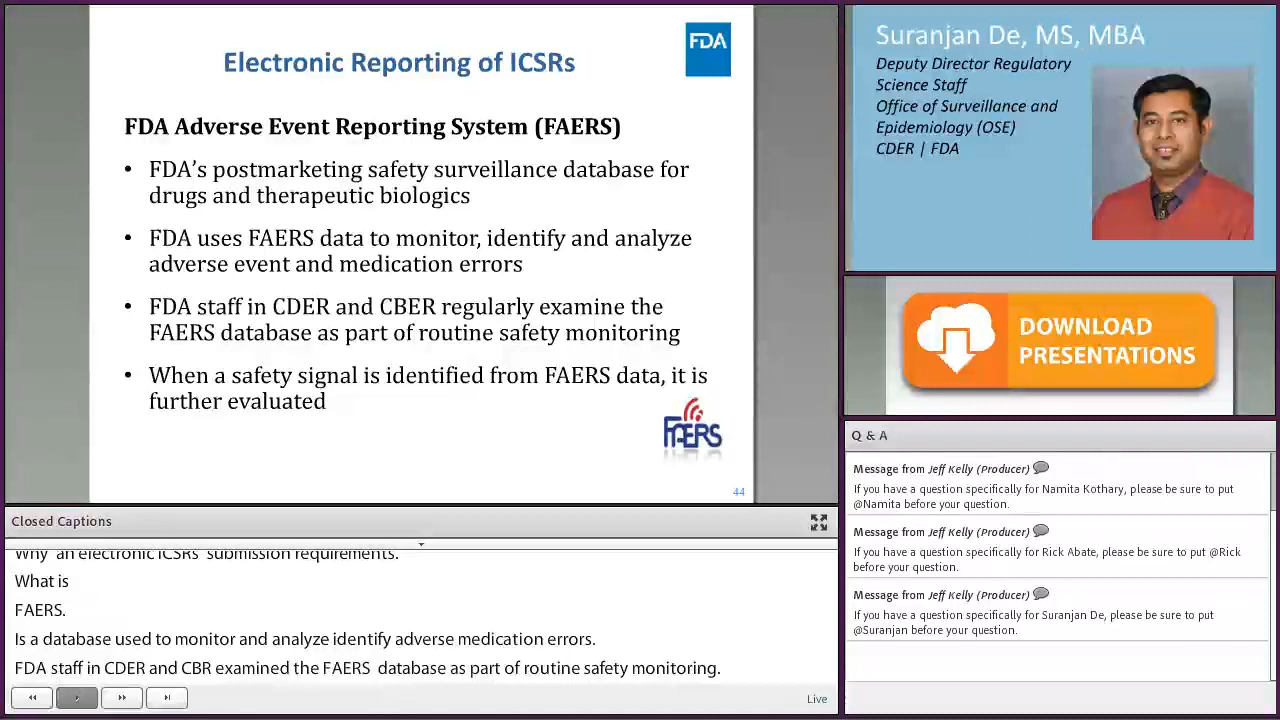 Electronic Reporting of ICSRs
FDA
FDA Adverse Event Reporting System (FAERS)
• FDA's postmarketing safety surveillance database for
drugs and therapeutic biologics
• FDA uses FAERS data to monitor, identify and analyze
adverse event and medication errors
• FDA staff in CDER and CBER regularly examine the
FAERS database as part of routine safety monitoring
• When a safety signal is identified from FAERS data, it is
further evaluated
FAERS
44
Closed Captions
Why an electronic ICSRs submission requirements.
What is
FAERS.
Is a database used to monitor and analyze identify adverse medication errors.
FDA staff in CDER and CBR examined the FAERS database as part of routine safety monitoring.
Live
Suranjan De, MS, MBA
Deputy Director Regulatory
Science Staff
Office of Surveillance and
Epidemiology (OSE)
CDER | FDA
DOWNLOAD
PRESENTATIONS
Q & A
Message from Jeff Kelly (Producer)
If you have a question specifically for Namita Kothary, please be sure to put
@Namita before your question.
Message from Jeff Kelly (Producer)
If you have a question specifically for Rick Abate, please be sure to put @Rick
before your question.
Message from Jeff Kelly (Producer)
If you have a question specifically for Suranjan De, please be sure to put
@Suranjan before your question.